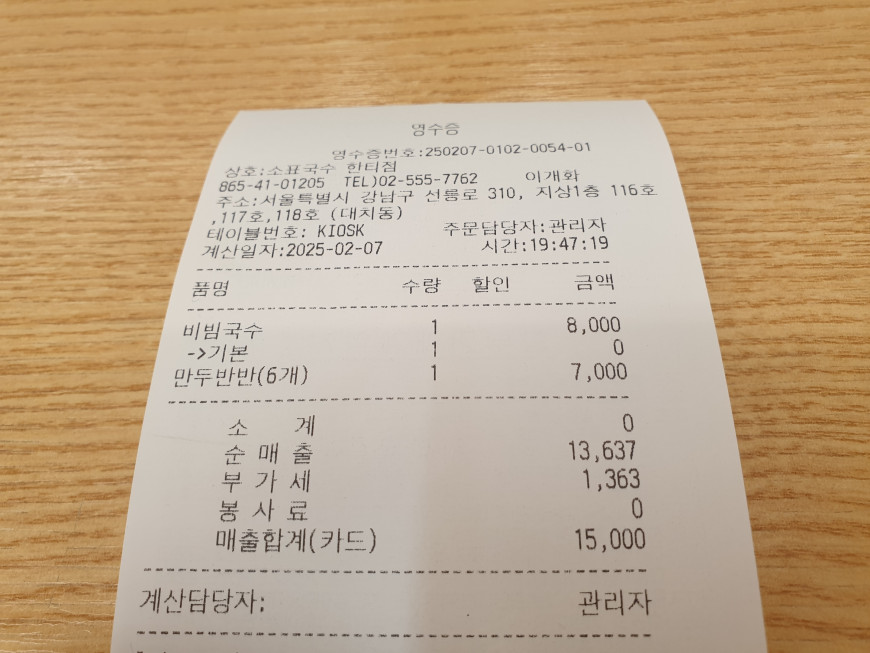 영수증
영수증번호:250207-0102-0054-01
상호:소표국수 한티점
865-41-01205 TEL)02-555-7762 이개화
주소:서울특별시 강남구 선릉로 310, 지상1층 116호
,117호,118호 (대치동)
테이블번호: KIOSK 주문담당자:관리자
계산일자:2025-02-07 시간:19:47:19
품명 수량 할인 금액
비빔국수 1 8,000
->기본 1 0
만두반반(6개) 1 7,000
소 계 0
순 매 출 13,637
부 가 세 1,363
봉 사 료 0
매출합계(카드) 15,000
계산담당자: 관리자